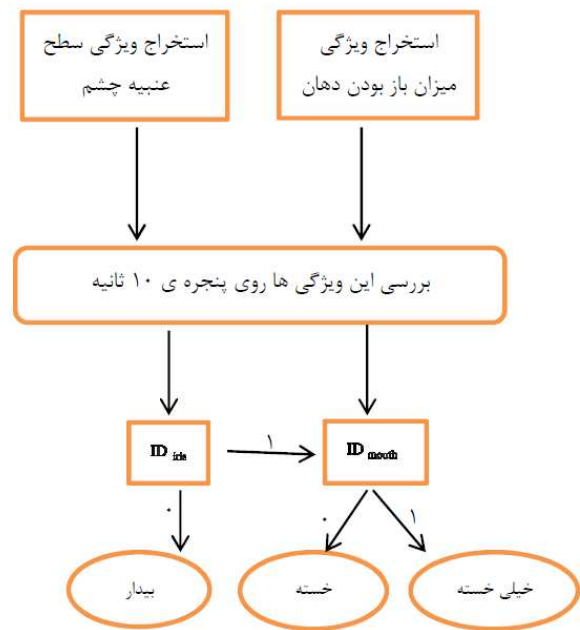 استخراج ویژگی
میزان باز بودن دهان
استخراج ویژگی سطح
عنبیه چشم
بررسی این ویژگی ها روی پنجره ی ۱۰ ثانیه
ID mouth
۱
ID iris
۱
۰
۰
خیلی خسته
خسته
بیدار